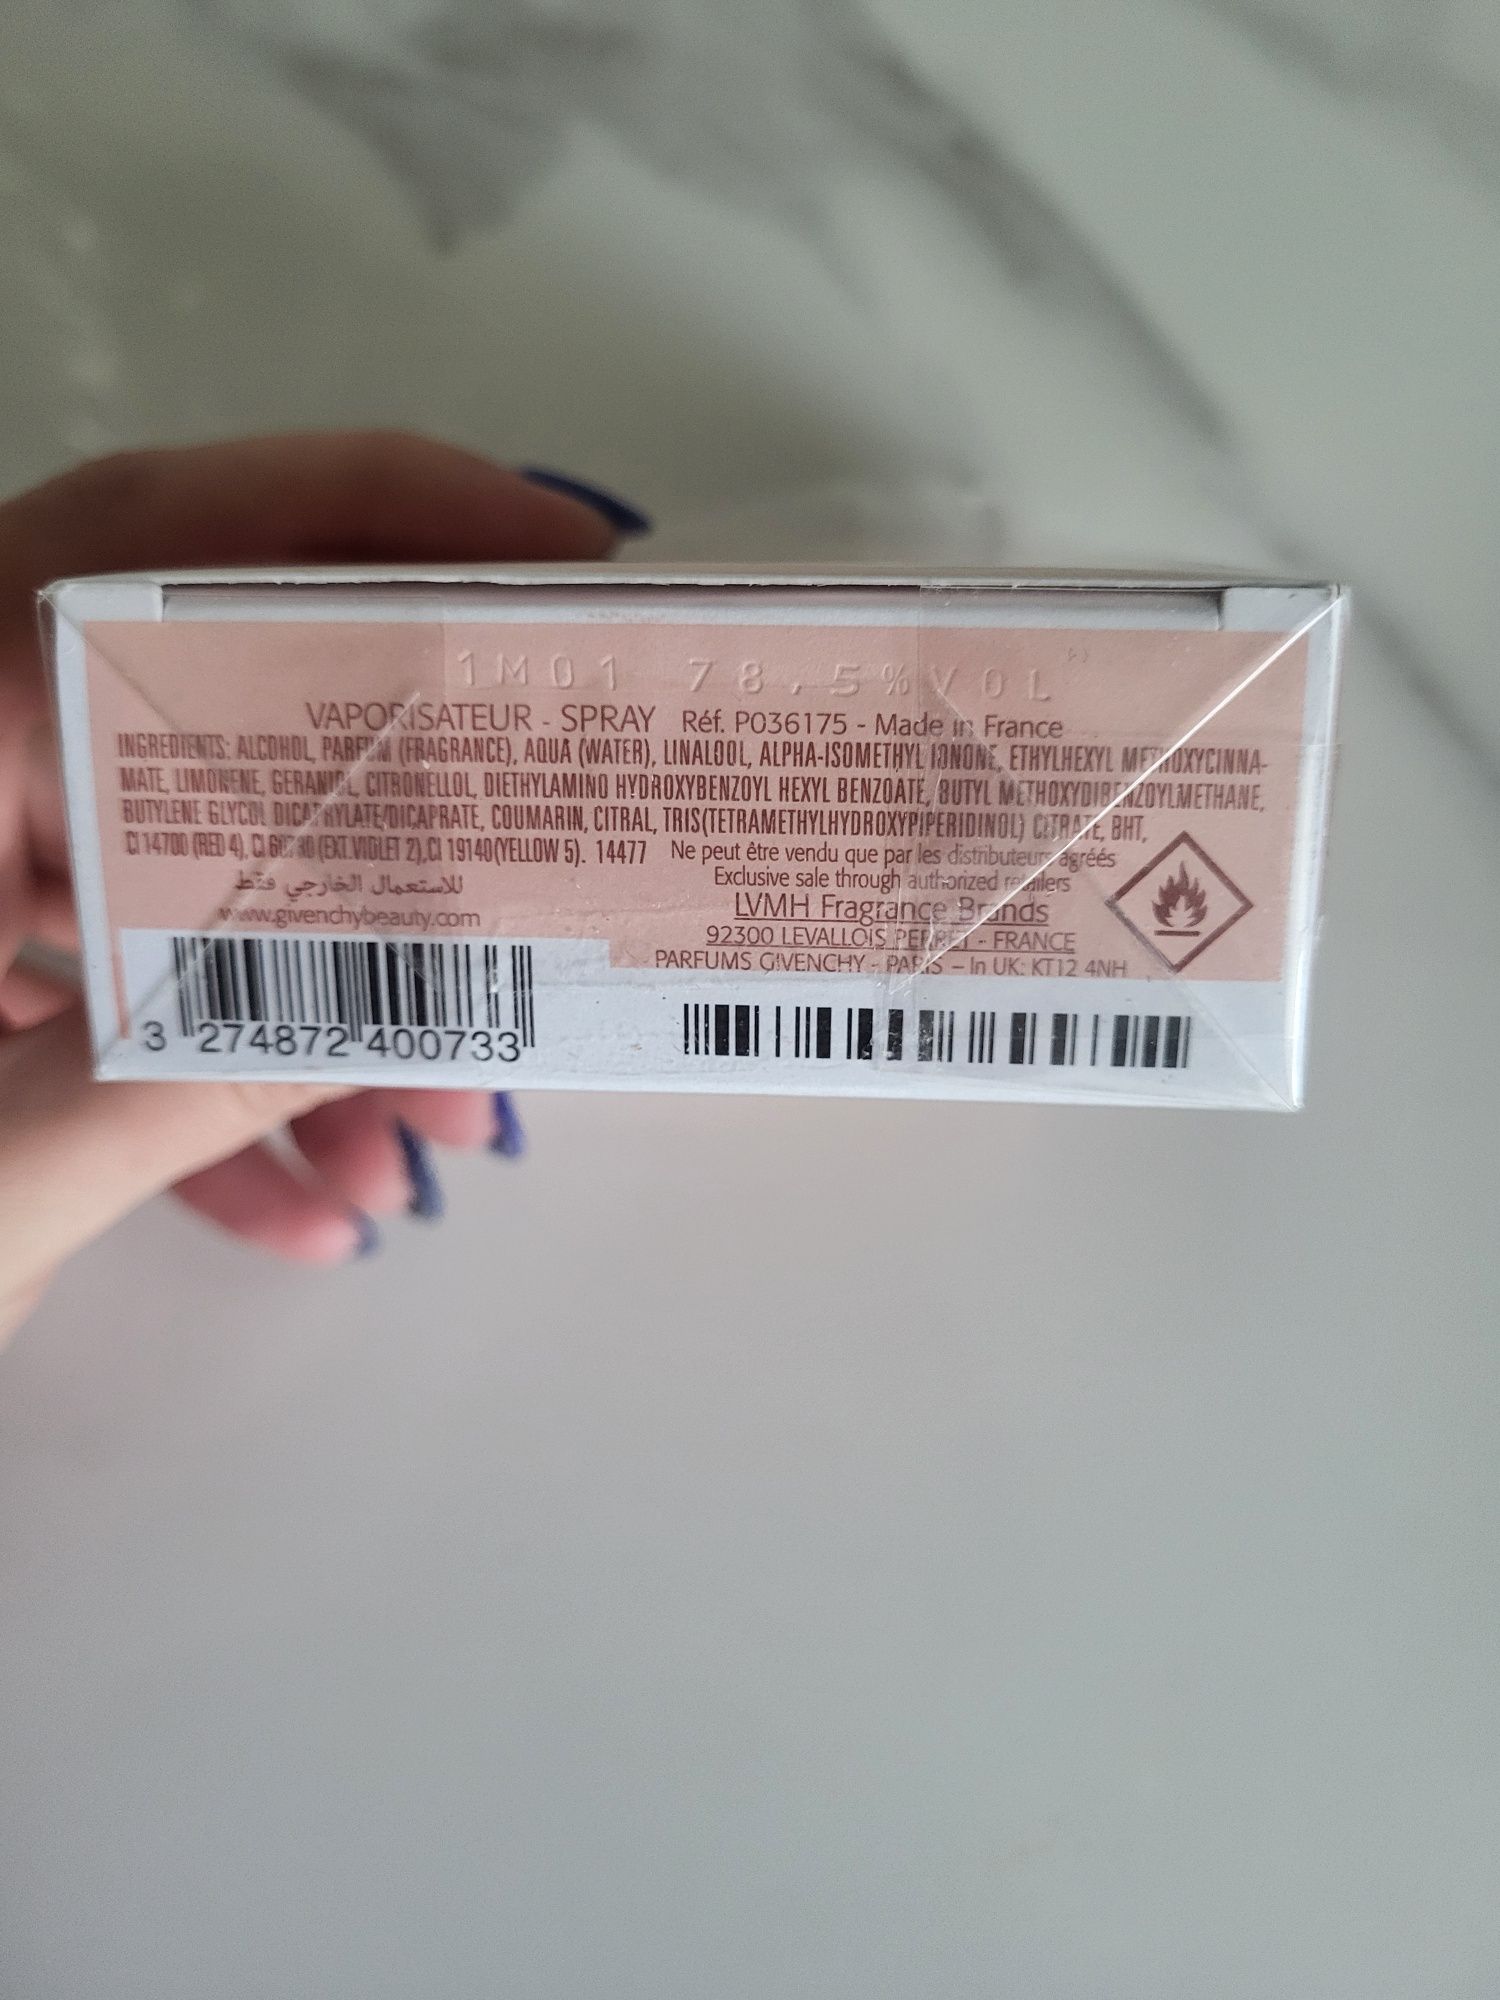 1M01 78.5%VOL
VAPORISATEUR - SPRAY Réf. P036175 - Made in France
INGREDIENTS: ALCOHOL, PARFUM (FRAGRANCE), AQUA (WATER), LINALOOL, ALPHA-ISOMETHYL IONONE, ETHYLHEXYL METHOXYCINNA-
MATE, LIMONENE, GERANIOL, CITRONELLOL, DIETHYLAMINO HYDROXYBENZOYL HEXYL BENZOATE, BUTYL METHOXYDIBENZOYLMETHANE,
BUTYLENE GLYCOL DICAPRYLATE/DICAPRATE, COUMARIN, CITRAL, TRIS(TETRAMETHYLHYDROXYPIPERIDINOL) CITRATE, BHT,
CI 14700 (RED 4), CI (EXT.VIOLET 2),CI 19140(YELLOW 5). 14477 Ne peut être vendu que par les distributeurs agréés
للاستعمال الخارجي فقط Exclusive sale through authorized retailers
www.givenchybeauty.com LVMH Fragrance Brands
92300 LEVALLOIS PERRET - FRANCE
PARFUMS GIVENCHY - PARIS – In UK: KT12 4NH
3 274872 400733